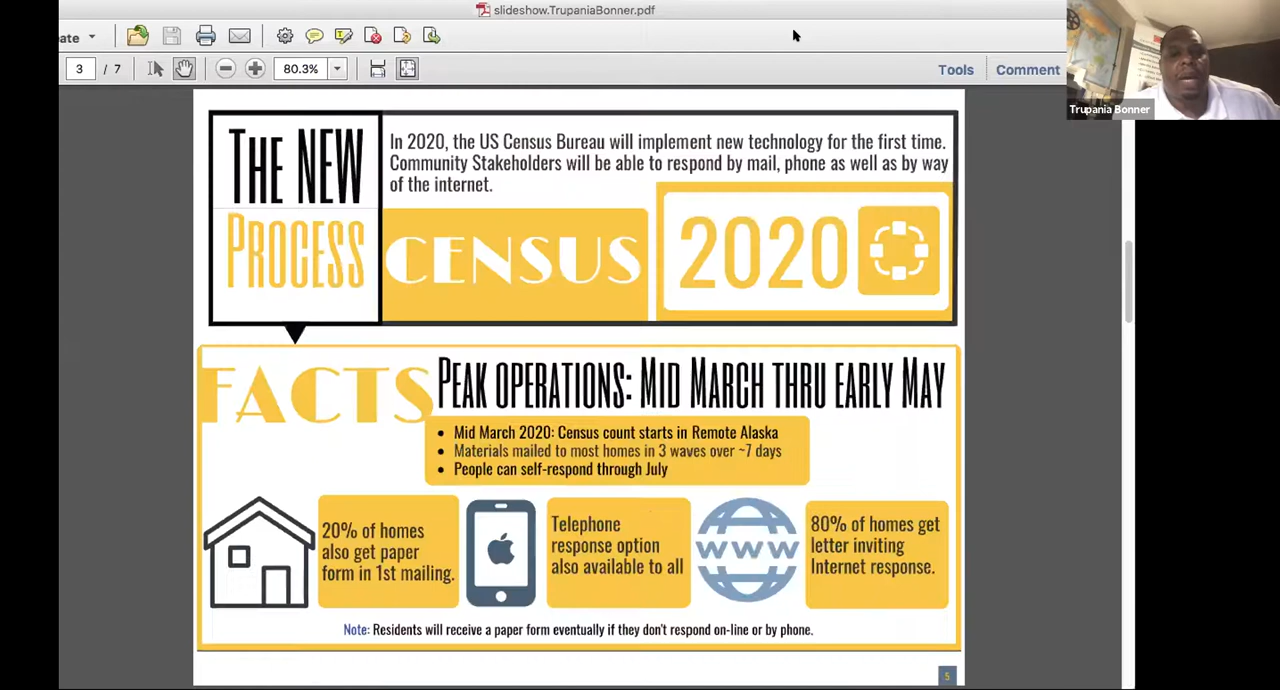 slideshow.TrupaniaBonner.pdf
ate
3 / 7
80.3%
Tools
Comment
Trupania Bonner
THE NEW
PROCESS
In 2020, the US Census Bureau will implement new technology for the first time.
Community Stakeholders will be able to respond by mail, phone as well as by way
of the internet.
CENSUS
2020
FACTS
PEAK OPERATIONS: MID MARCH THRU EARLY MAY
• Mid March 2020: Census count starts in Remote Alaska
• Materials mailed to most homes in 3 waves over ~7 days
• People can self-respond through July
20% of homes
also get paper
form in 1st mailing.
Telephone
response option
also available to all
www
80% of homes get
letter inviting
Internet response.
Note: Residents will receive a paper form eventually if they don't respond on-line or by phone.
5